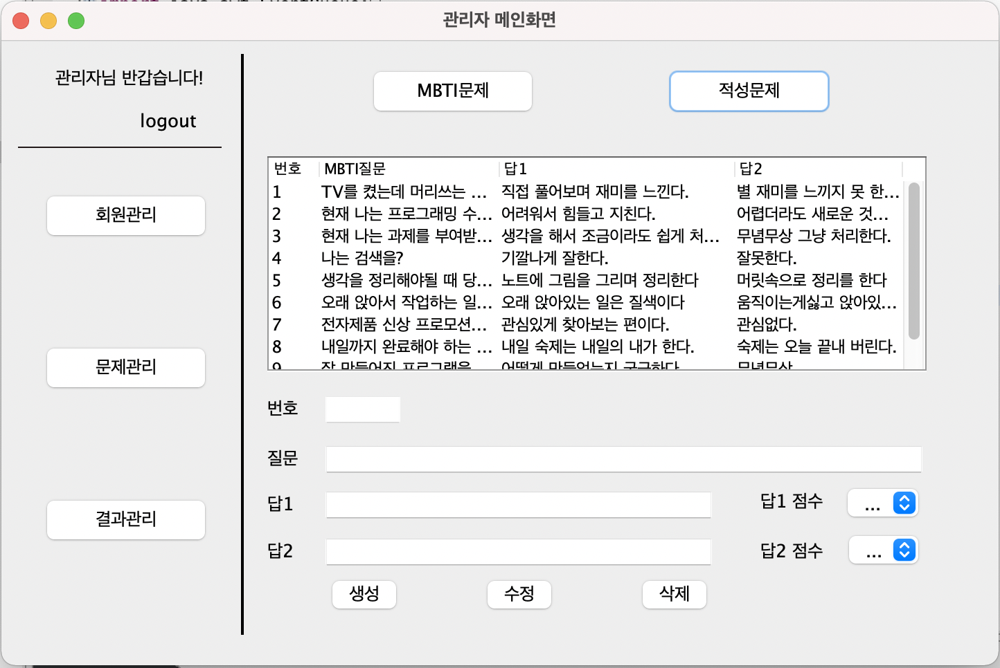 관리자 메인화면
관리자님 반갑습니다!
logout
회원관리
문제관리
결과관리
MBTI문제 적성문제
번호 MBTI질문 답1 답2
1 TV를 켰는데 머리쓰는 ... 직접 풀어보며 재미를 느낀다. 별 재미를 느끼지 못 한...
2 현재 나는 프로그래밍 수... 어려워서 힘들고 지친다. 어렵더라도 새로운 것...
3 현재 나는 과제를 부여받... 생각을 해서 조금이라도 쉽게 처... 무념무상 그냥 처리한다.
4 나는 검색을? 기깔나게 잘한다. 잘못한다.
5 생각을 정리해야될 때 당... 노트에 그림을 그리며 정리한다 머릿속으로 정리를 한다
6 오래 앉아서 작업하는 일... 오래 앉아있는 일은 질색이다 움직이는게싫고 앉아있...
7 전자제품 신상 프로모션... 관심있게 찾아보는 편이다. 관심없다.
8 내일까지 완료해야 하는 ... 내일 숙제는 내일의 내가 한다. 숙제는 오늘 끝내 버린다.
9 잘 만들어진 프로그램을 어떻게 만들었는지 궁금하다 무념무상
번호
질문
답1 답1 점수 ...
답2 답2 점수 ...
생성 수정 삭제